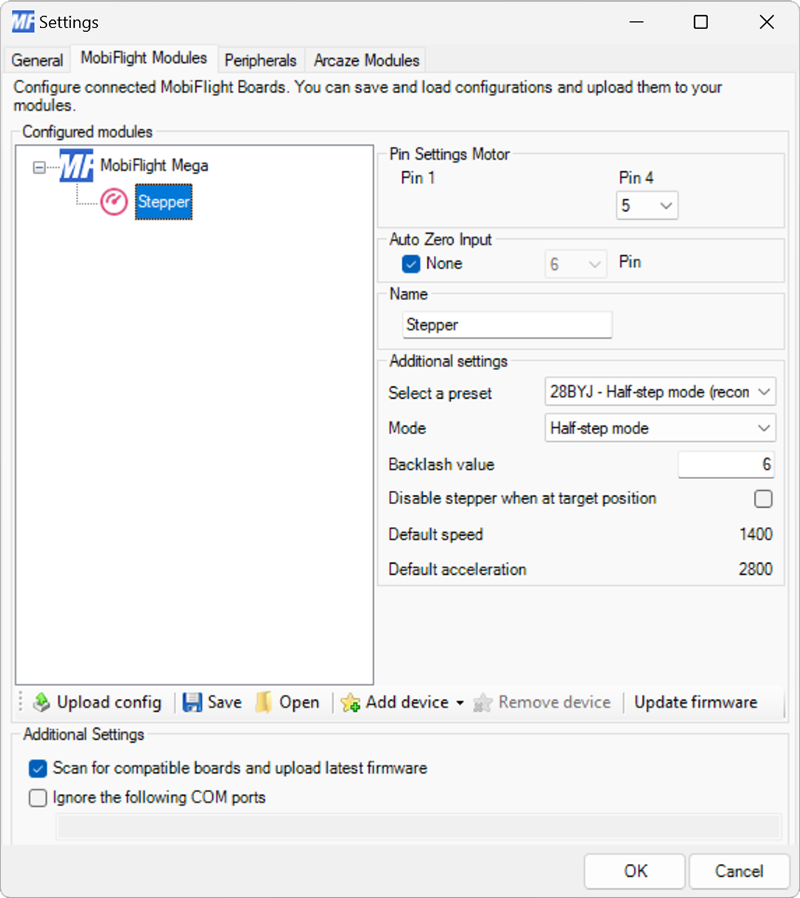 MF Settings
General MobiFlight Modules Peripherals Arcaze Modules
Configure connected MobiFlight Boards. You can save and load configurations and upload them to your
modules.
Configured modules
MF MobiFlight Mega
Stepper
Pin Settings Motor
Pin 1 Pin 4
5
Auto Zero Input
None 6 Pin
Name
Stepper
Additional settings
Select a preset 28BYJ - Half-step mode (recon
Mode Half-step mode
Backlash value 6
Disable stepper when at target position
Default speed 1400
Default acceleration 2800
Upload config Save Open Add device Remove device Update firmware
Additional Settings
Scan for compatible boards and upload latest firmware
Ignore the following COM ports
OK Cancel